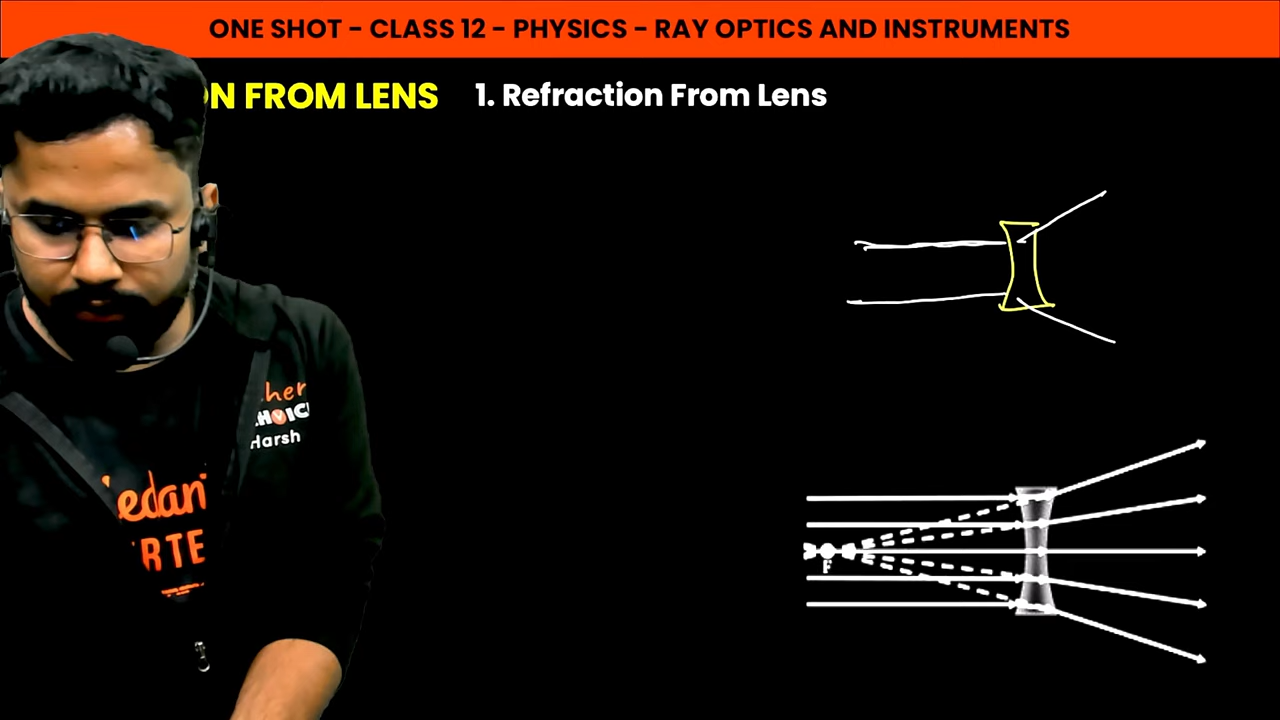 ONE SHOT - CLASS 12 - PHYSICS - RAY OPTICS AND INSTRUMENTS
ON FROM LENS
1. Refraction From Lens
Harsh
F